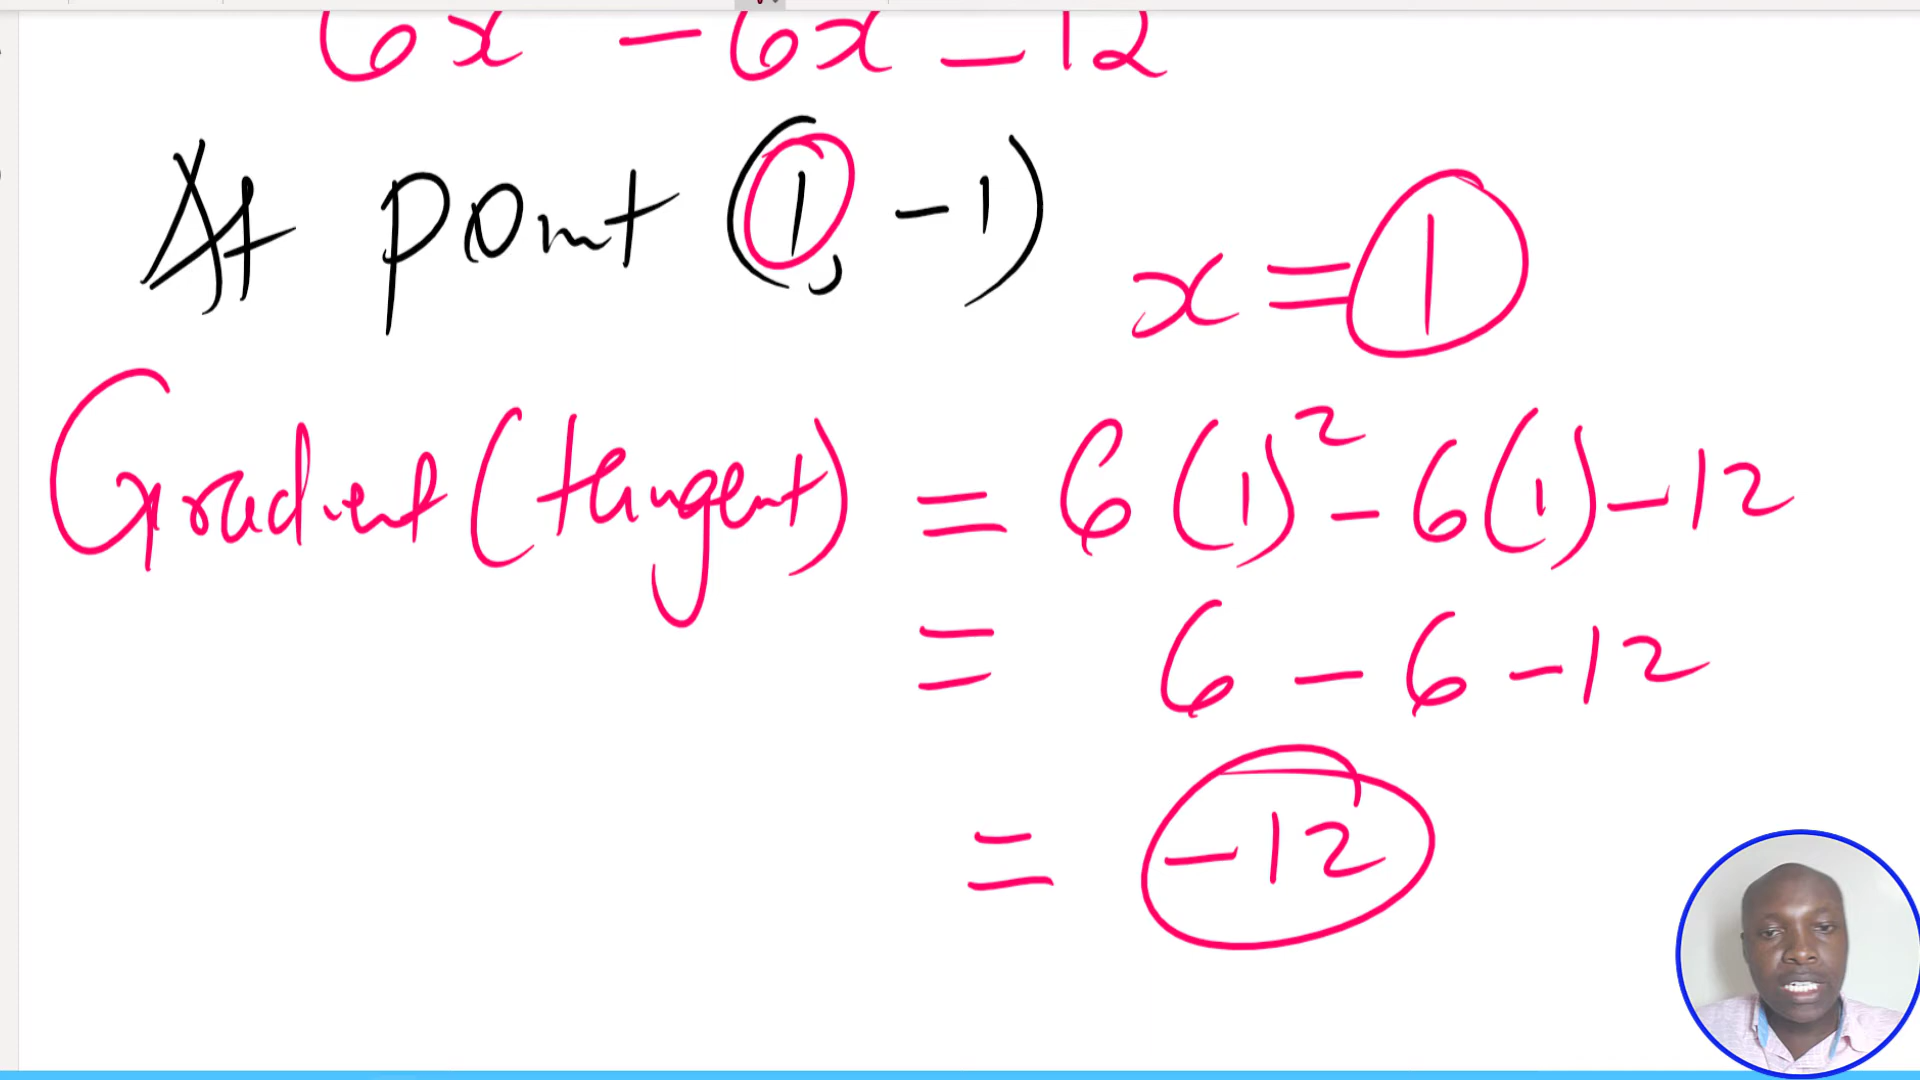 6x - 6x - 12
At point (1, -1)
x = 1
Gradient (tangent) = 6(1)² - 6(1) - 12
= 6 - 6 - 12
= -12